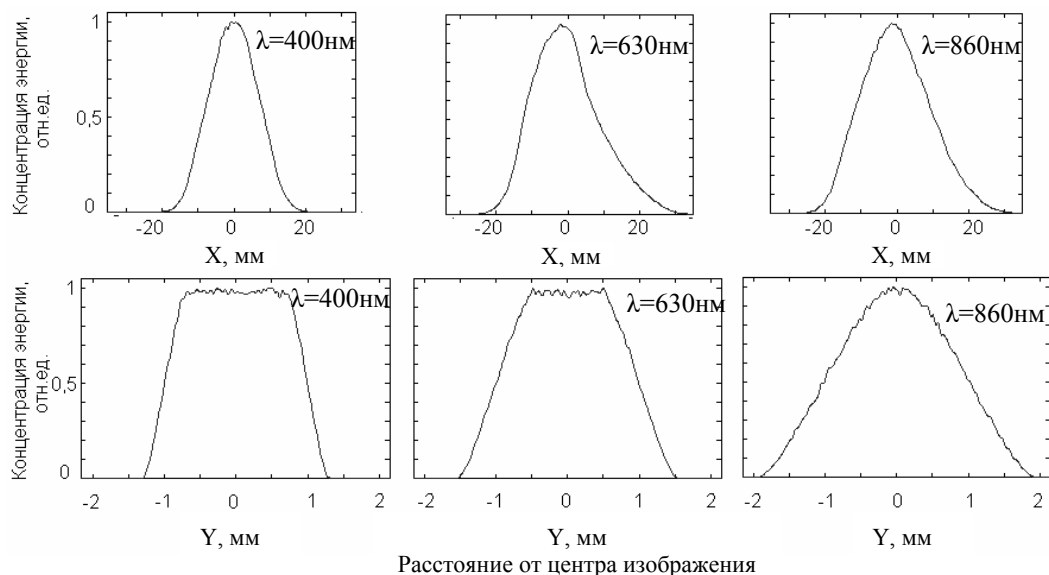 Концентрация энергии,
отн.ед.
1
0,5
0
λ=400нм
-20 0 20
X, мм
λ=630нм
-20 0 20
X, мм
λ=860нм
-20 0 20
X, мм
Концентрация энергии,
отн.ед.
1
0,5
0
λ=400нм
-2 -1 0 1 2
Y, мм
λ=630нм
-2 -1 0 1 2
Y, мм
λ=860нм
-2 -1 0 1 2
Y, мм
Расстояние от центра изображения